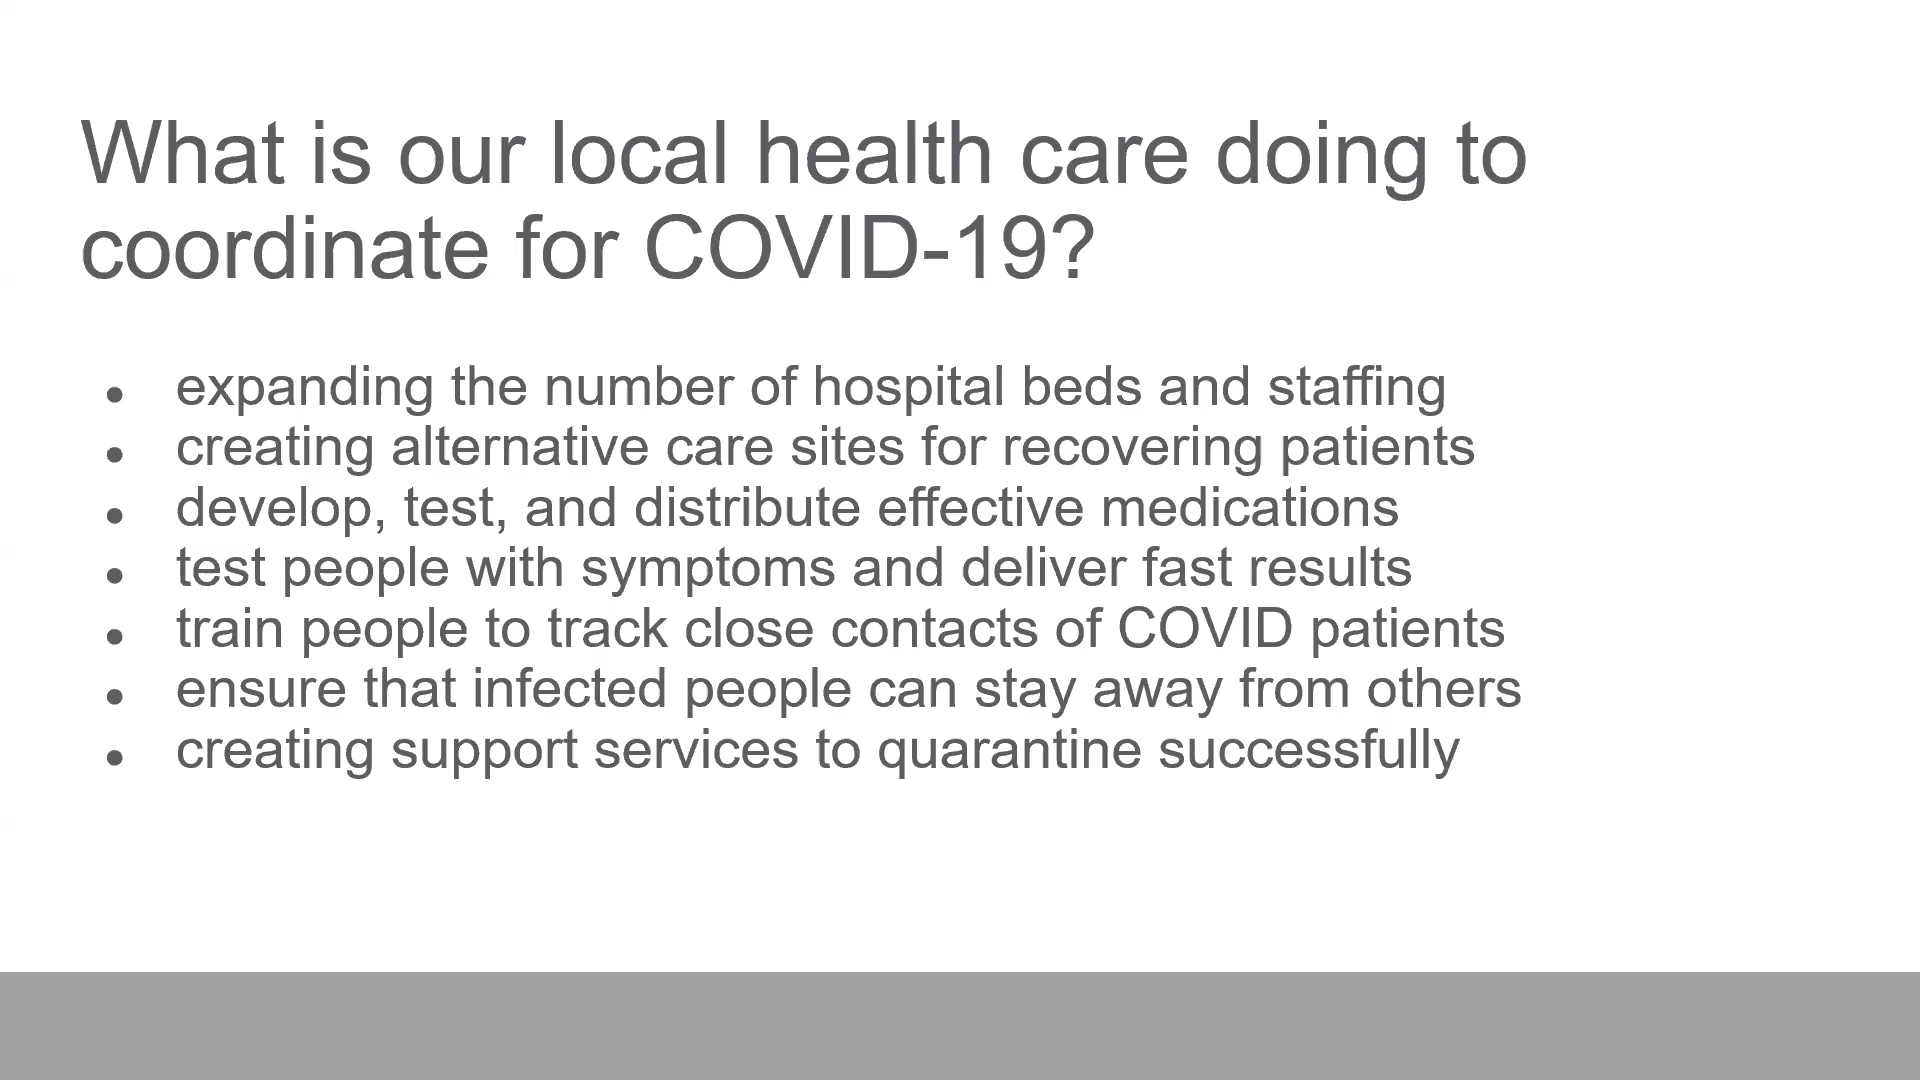 What is our local health care doing to
coordinate for COVID-19?
● expanding the number of hospital beds and staffing
● creating alternative care sites for recovering patients
● develop, test, and distribute effective medications
● test people with symptoms and deliver fast results
● train people to track close contacts of COVID patients
● ensure that infected people can stay away from others
● creating support services to quarantine successfully